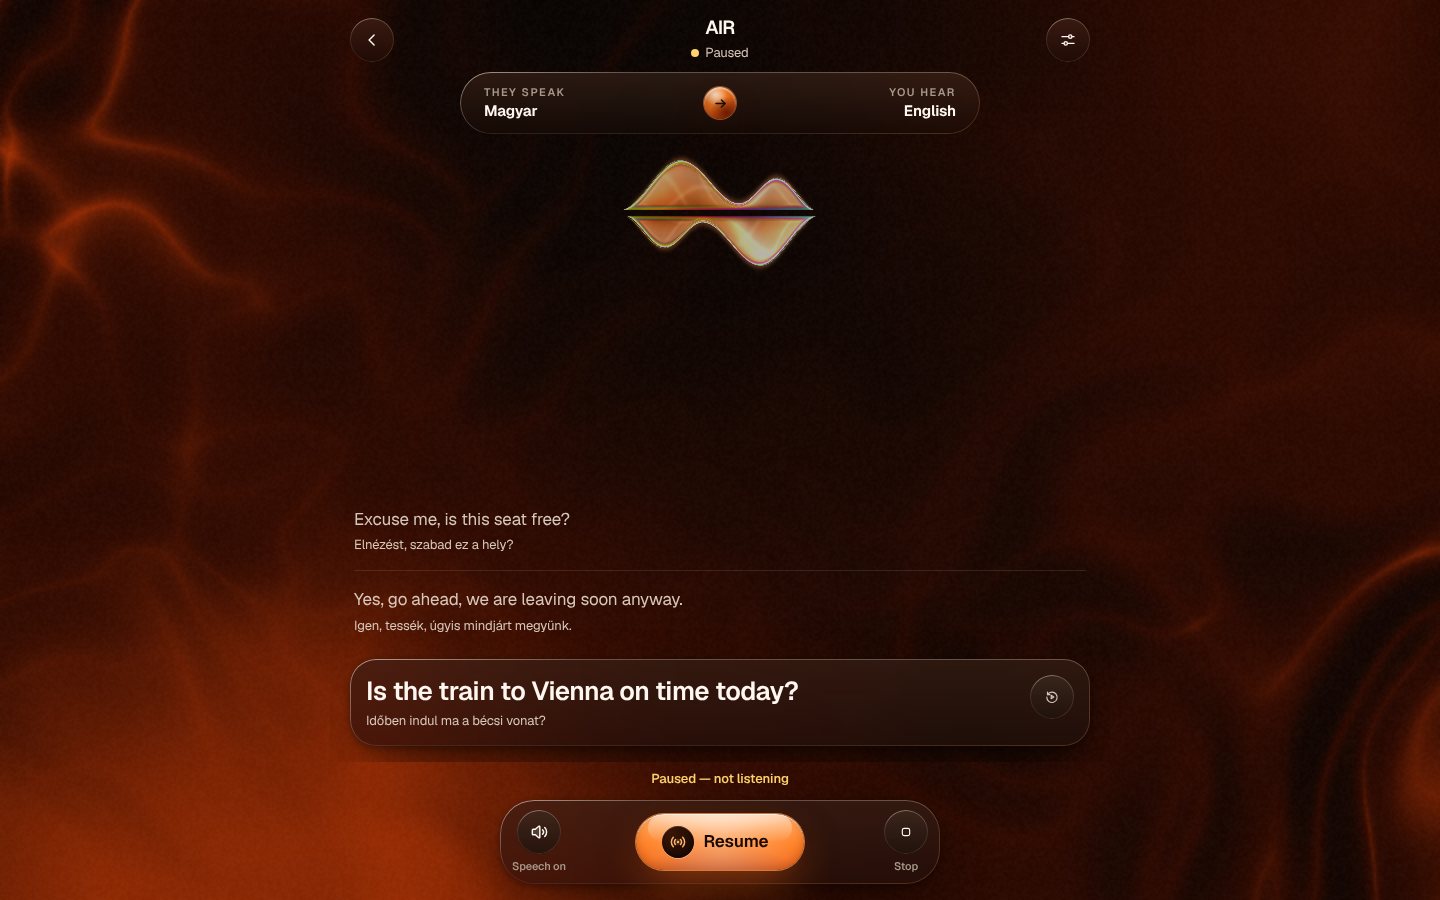 AIR
Paused
THEY SPEAK
Magyar
YOU HEAR
English
Excuse me, is this seat free?
Elnézést, szabad ez a hely?
Yes, go ahead, we are leaving soon anyway.
Igen, tessék, úgyis mindjárt megyünk.
Is the train to Vienna on time today?
Időben indul ma a bécsi vonat?
Paused — not listening
Speech on
Resume
Stop